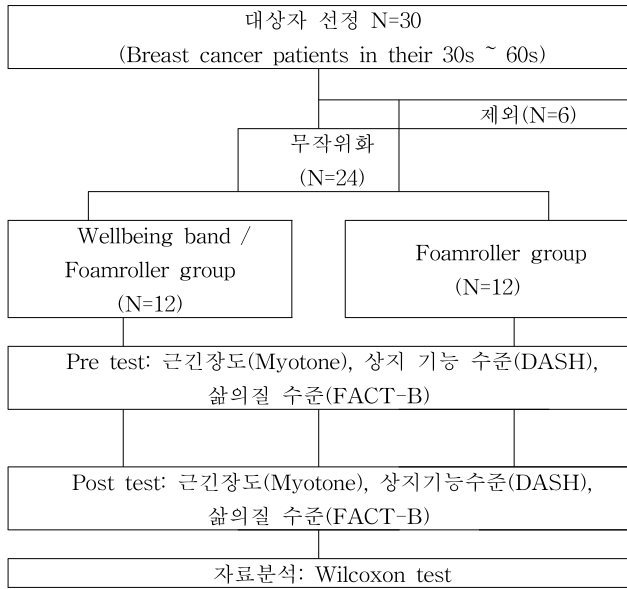 대상자 선정 N=30
(Breast cancer patients in their 30s ~ 60s)
제외(N=6)
무작위화
(N=24)
Wellbeing band /
Foamroller group
(N=12)
Foamroller group
(N=12)
Pre test: 근긴장도(Myotone), 상지 기능 수준(DASH),
삶의질 수준(FACT-B)
Post test: 근긴장도(Myotone), 상지기능수준(DASH),
삶의질 수준(FACT-B)
자료분석: Wilcoxon test